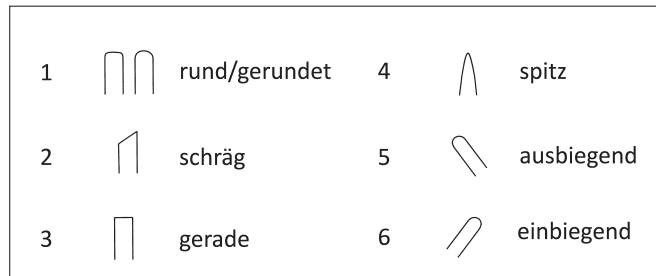 1 rund/gerundet 4 spitz
2 schräg 5 ausbiegend
3 gerade 6 einbiegend